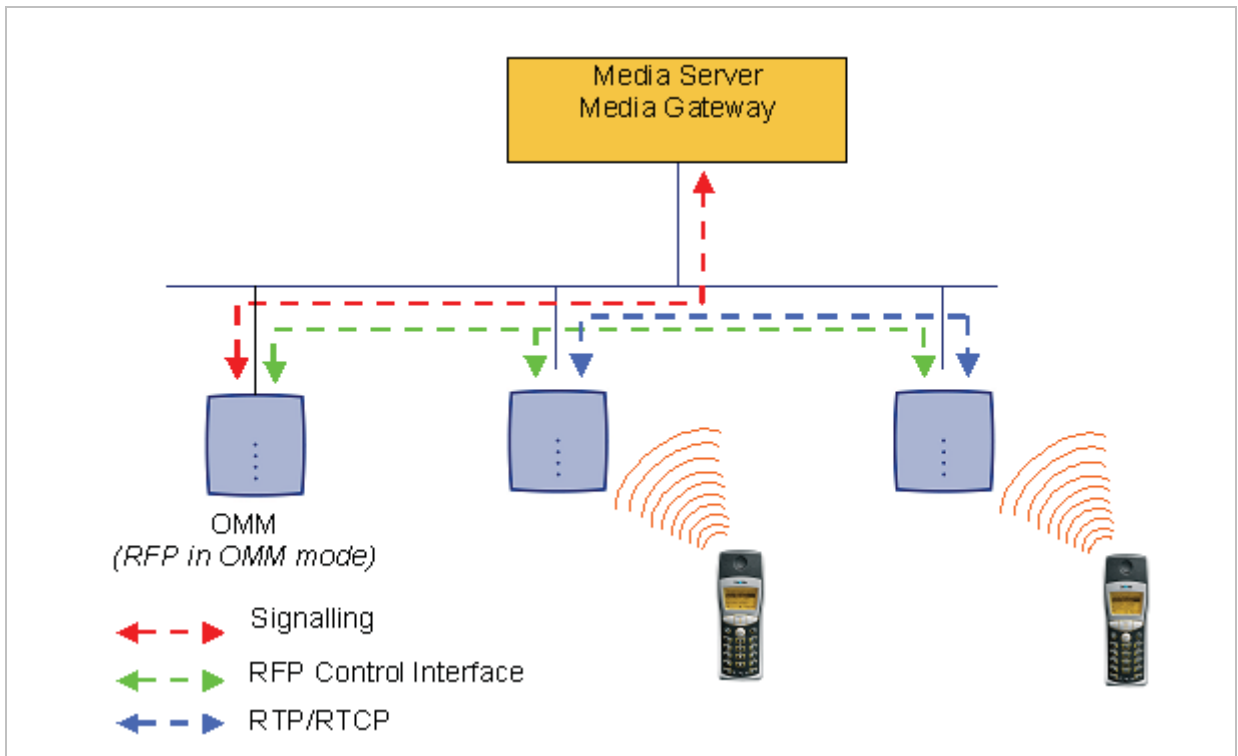 Media Server
Media Gateway
OMM
(RFP in OMM mode)
Signalling
RFP Control Interface
RTP/RTCP